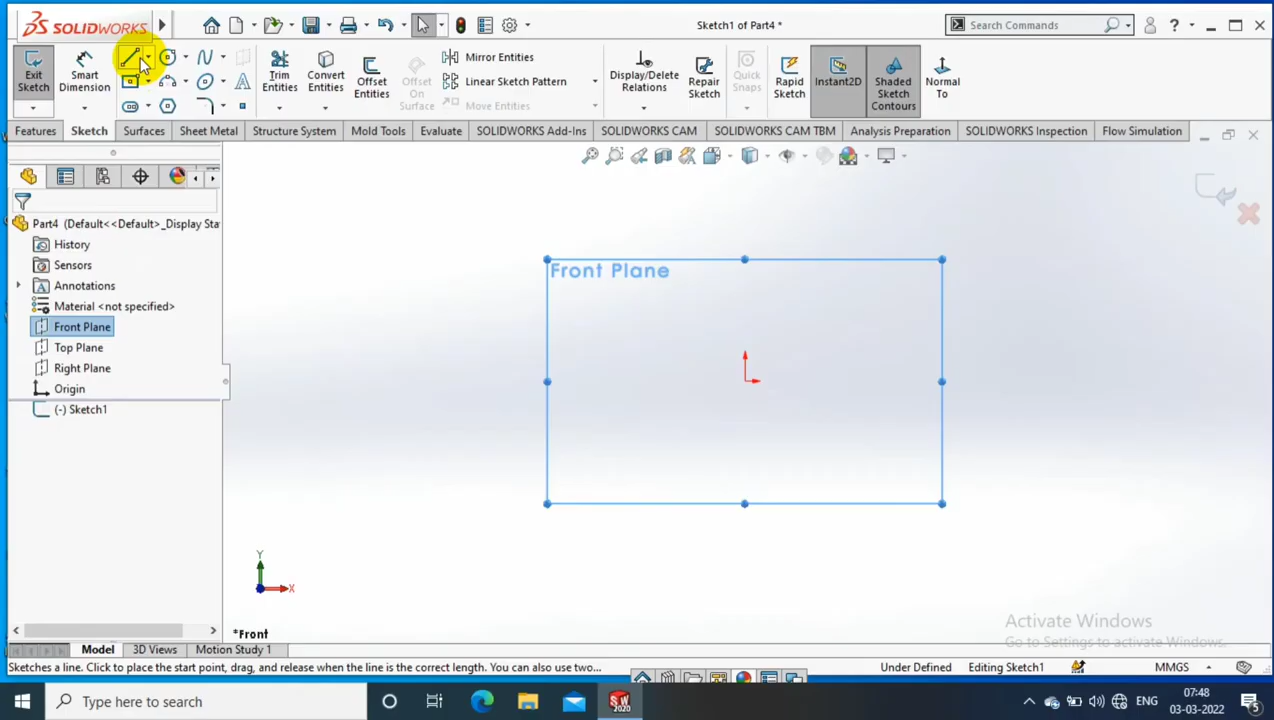 SOLIDWORKS
Sketch1 of Part4 *
Search Commands
Exit Sketch
Smart Dimension
Trim Entities
Convert Entities
Offset Entities
Offset On Surface
Mirror Entities
Linear Sketch Pattern
Move Entities
Display/Delete Relations
Repair Sketch
Quick Snaps
Rapid Sketch
Instant2D
Shaded Sketch Contours
Normal To
Features
Sketch
Surfaces
Sheet Metal
Structure System
Mold Tools
Evaluate
SOLIDWORKS Add-Ins
SOLIDWORKS CAM
SOLIDWORKS CAM TBM
Analysis Preparation
SOLIDWORKS Inspection
Flow Simulation
Part4 (Default<<Default>_Display Sta
History
Sensors
Annotations
Material <not specified>
Front Plane
Top Plane
Right Plane
Origin
(-) Sketch1
Front Plane
Y
X
*Front
Activate Windows
Go to Settings to activate Windows.
Model
3D Views
Motion Study 1
Sketches a line. Click to place the start point, drag, and release when the line is the correct length. You can also use two...
Under Defined
Editing Sketch1
MMGS
Type here to search
SW
2020
ENG
07:48
03-03-2022
5